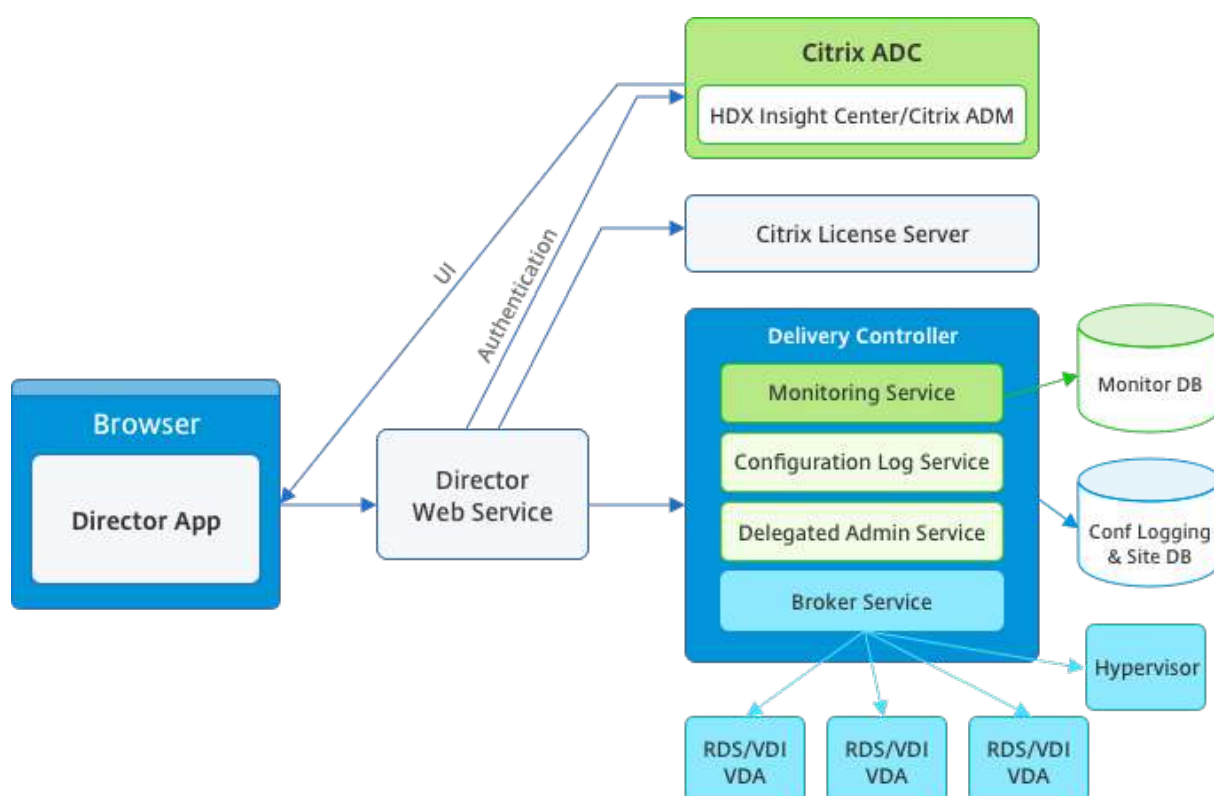 Citrix ADC
HDX Insight Center/Citrix ADM
UI
Authentication
Citrix License Server
Browser
Director App
Director
Web Service
Delivery Controller
Monitoring Service
Configuration Log Service
Delegated Admin Service
Broker Service
Monitor DB
Conf Logging
& Site DB
Hypervisor
RDS/VDI
VDA
RDS/VDI
VDA
RDS/VDI
VDA